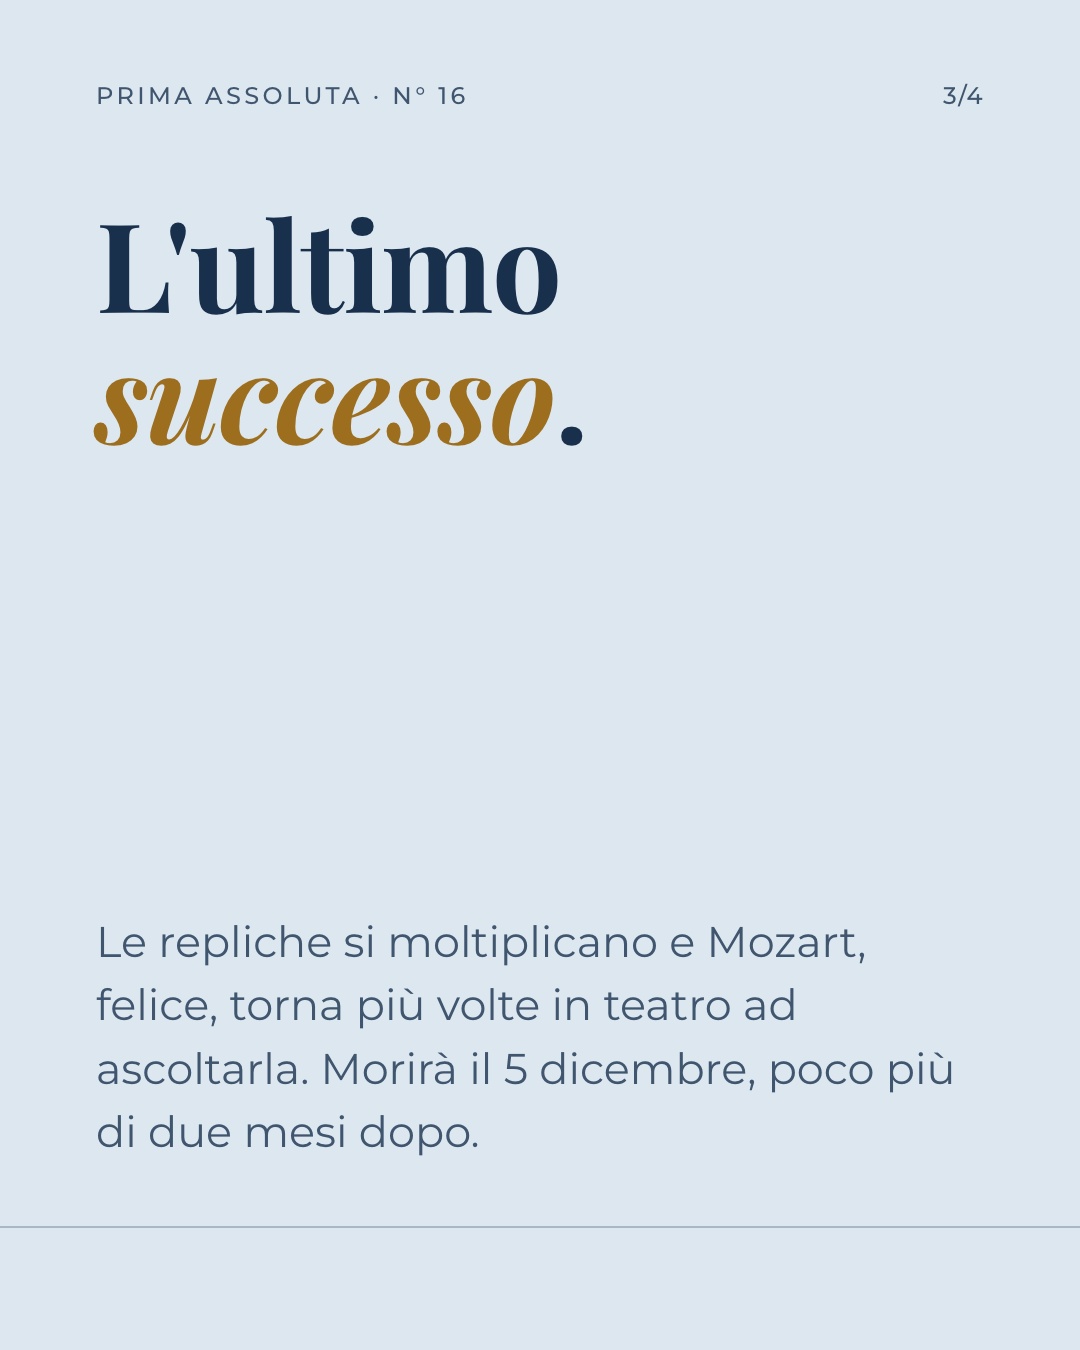 PRIMA ASSOLUTA · N° 16
3/4
L'ultimo
successo.
Le repliche si moltiplicano e Mozart,
felice, torna più volte in teatro ad
ascoltarla. Morirà il 5 dicembre, poco più
di due mesi dopo.